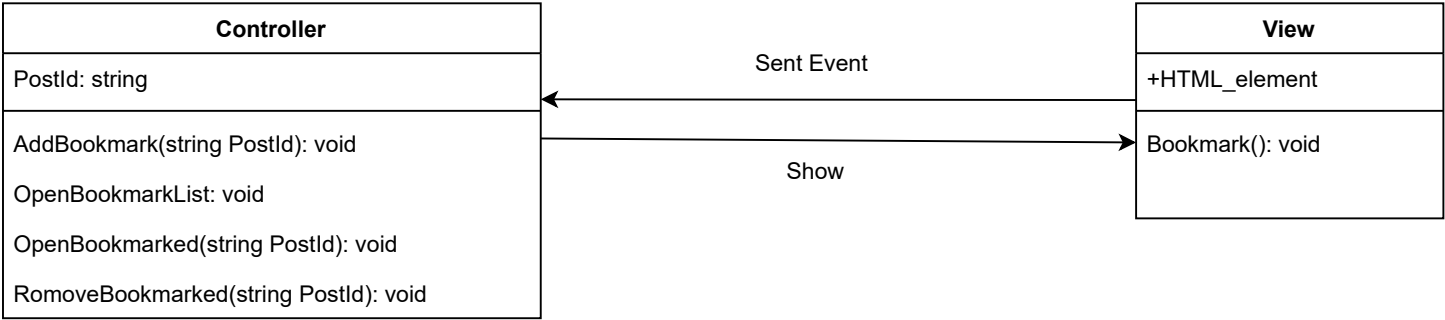 Controller
PostId: string
AddBookmark(string PostId): void
OpenBookmarkList: void
OpenBookmarked(string PostId): void
RomoveBookmarked(string PostId): void
Sent Event
Show
View
+HTML_element
Bookmark(): void